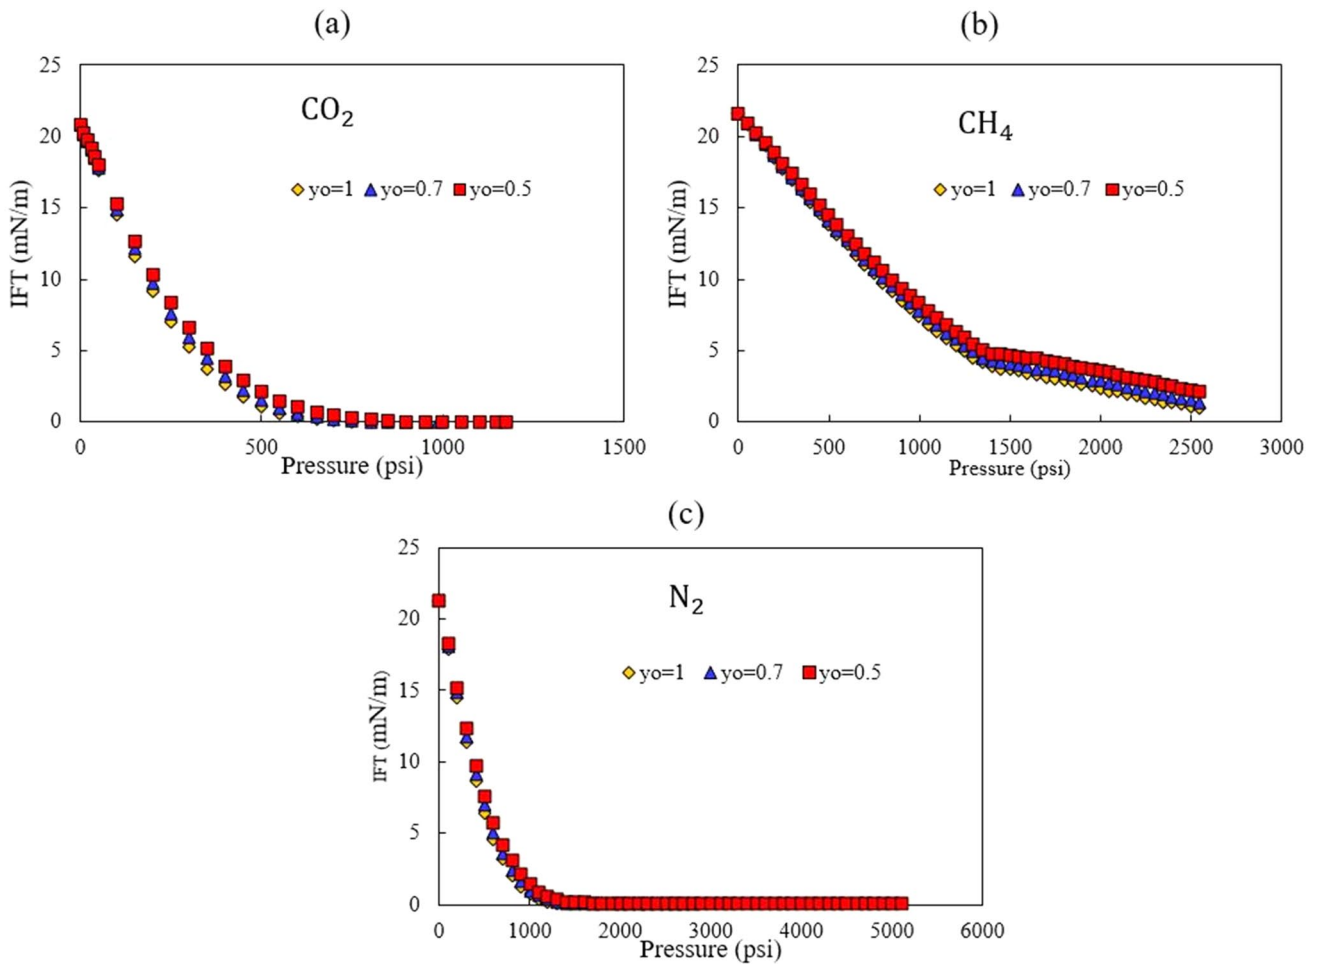 (a)
25
20
15
10
5
0
IFT (mN/m)
CO₂
yo=1 yo=0.7 yo=0.5
0 500 1000 1500
Pressure (psi)
(b)
25
20
15
10
5
0
IFT (mN/m)
CH₄
yo=1 yo=0.7 yo=0.5
0 500 1000 1500 2000 2500 3000
Pressure (psi)
(c)
25
20
15
10
5
0
IFT (mN/m)
N₂
yo=1 yo=0.7 yo=0.5
0 1000 2000 3000 4000 5000 6000
Pressure (psi)